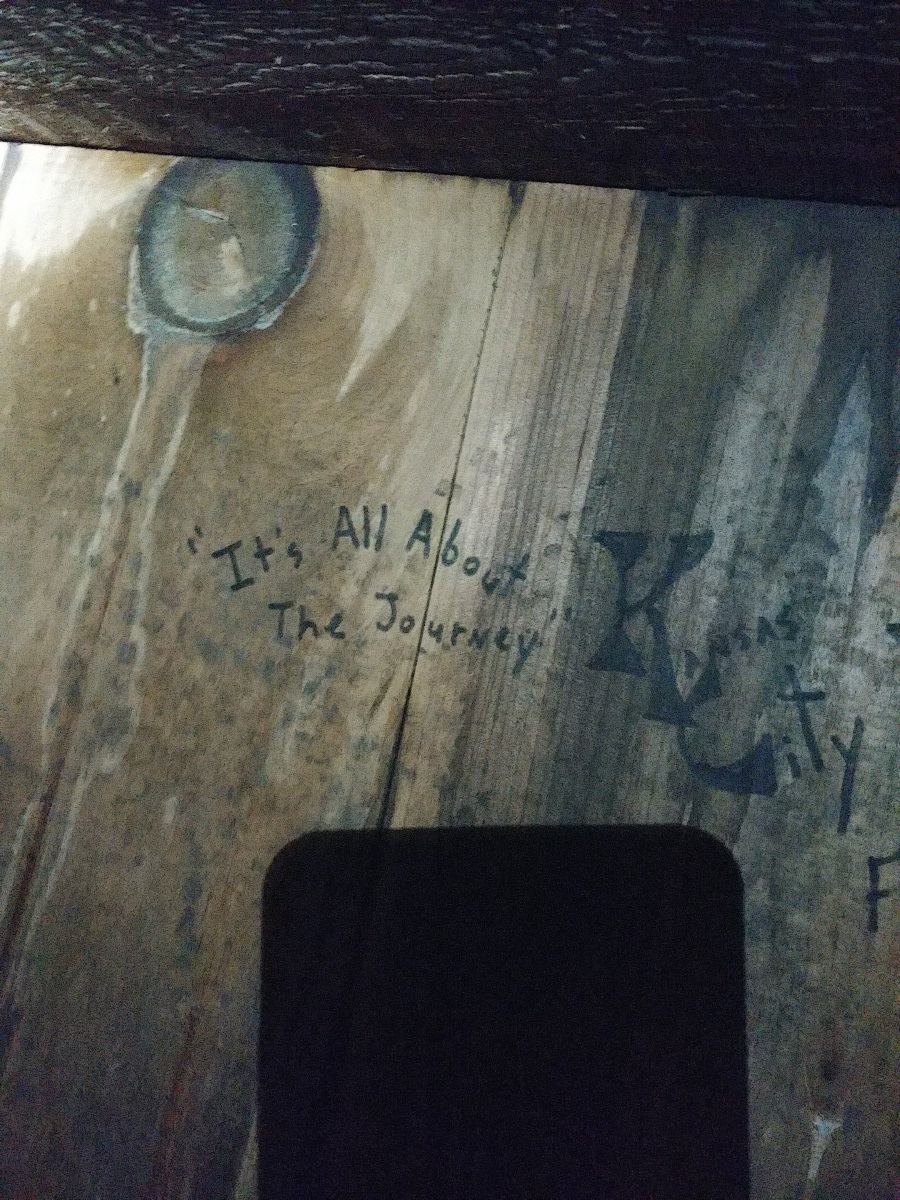 "It's All About
The Journey"
Kansas
City
F